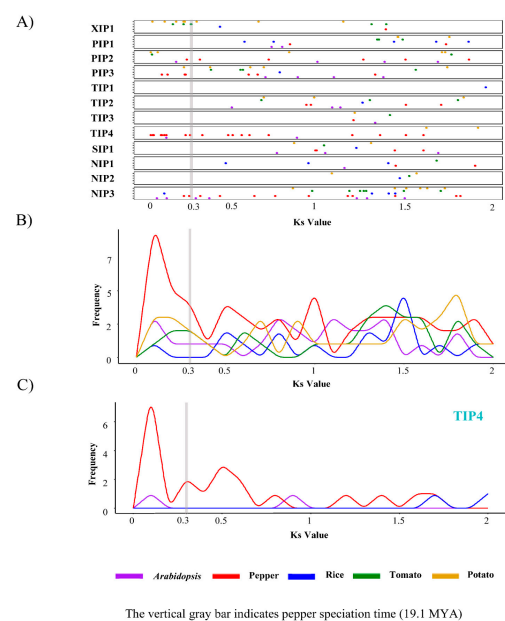 A)
XIP1
PIP1
PIP2
PIP3
TIP1
TIP2
TIP3
TIP4
SIP1
NIP1
NIP2
NIP3
0 0.3 0.5 1 1.5 2
Ks Value
B)
Frequency
7
5
2
0
0 0.3 0.5 1 1.5 2
Ks Value
C)
TIP4
Frequency
6
4
2
0
0 0.3 0.5 1 1.5 2
Ks Value
Arabidopsis Pepper Rice Tomato Potato
The vertical gray bar indicates pepper speciation time (19.1 MYA)